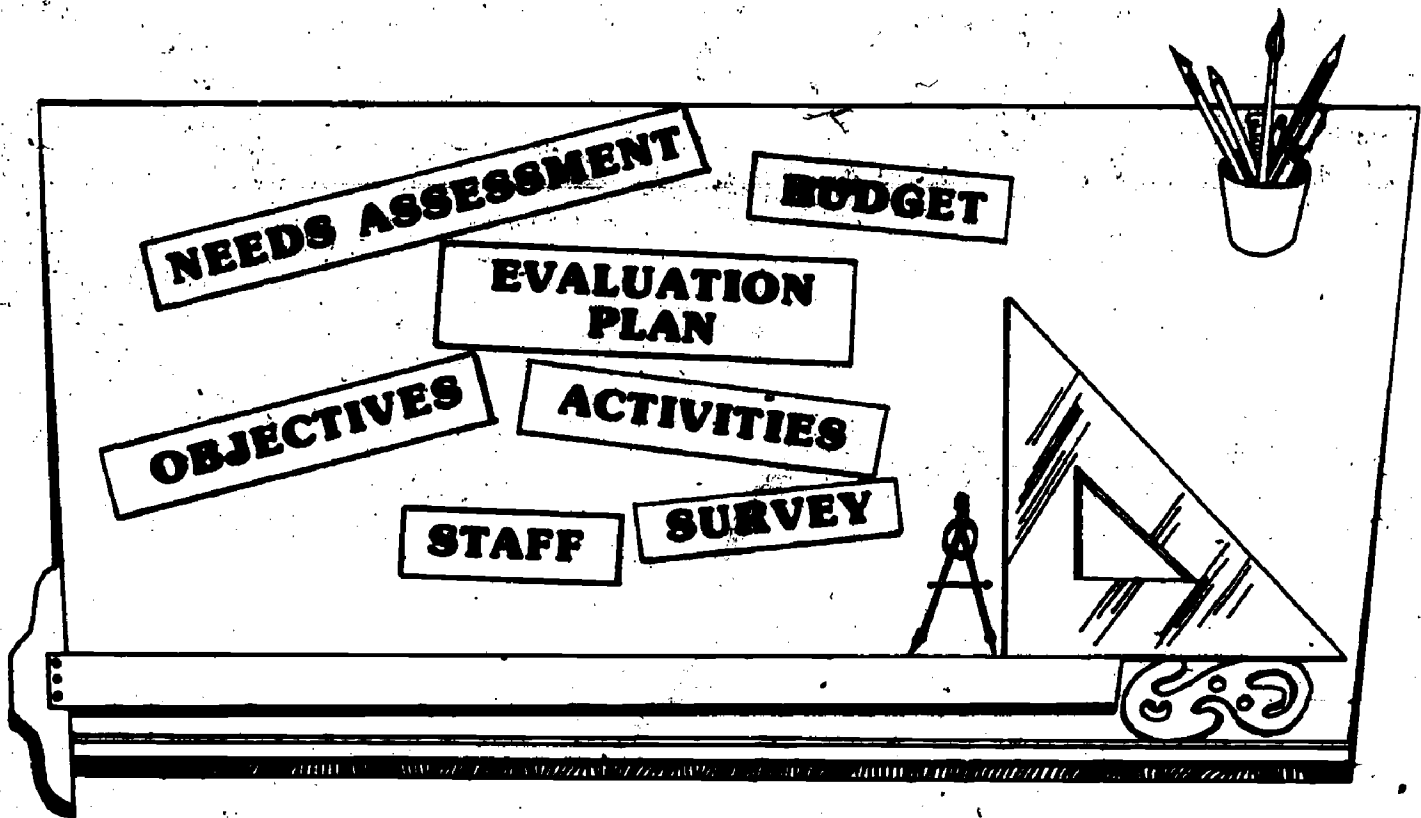 NEEDS ASSESSMENT
BUDGET
EVALUATION
PLAN
OBJECTIVES
ACTIVITIES
STAFF
SURVEY